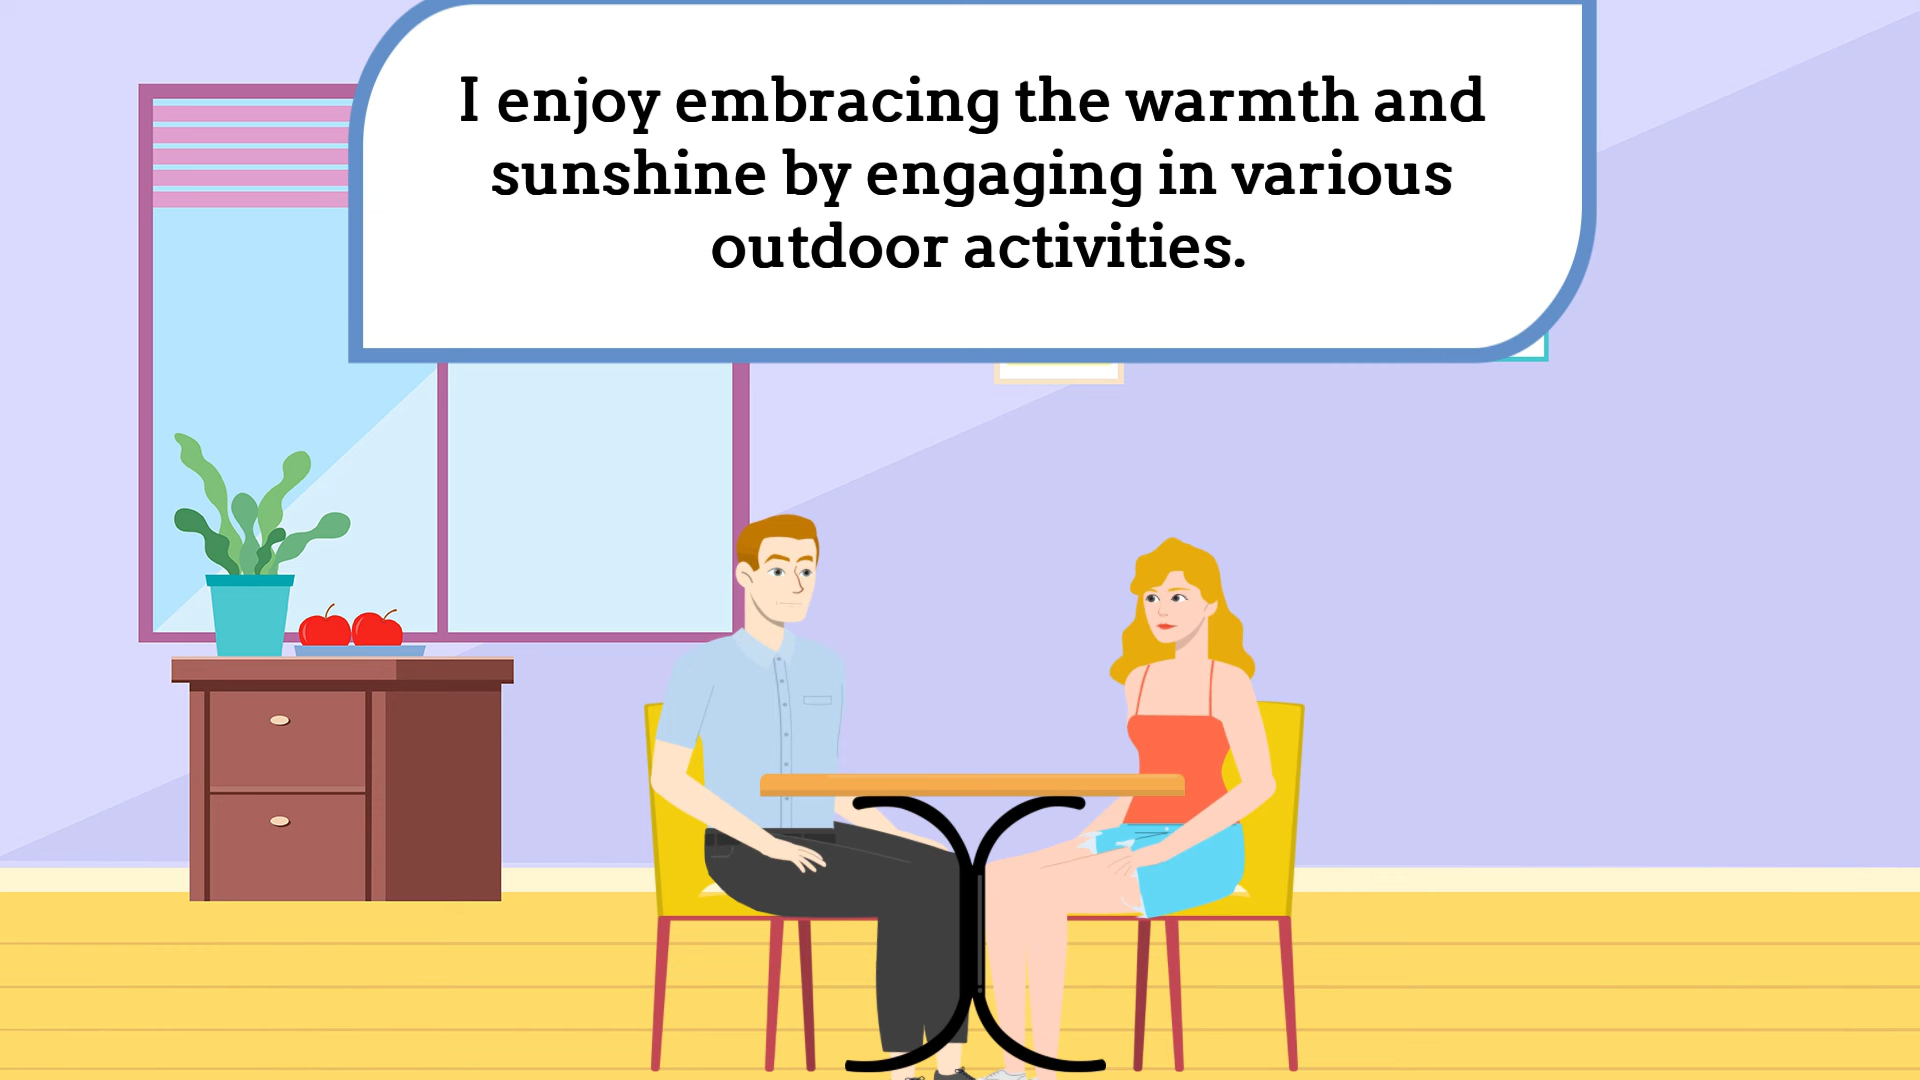 I enjoy embracing the warmth and
sunshine by engaging in various
outdoor activities.